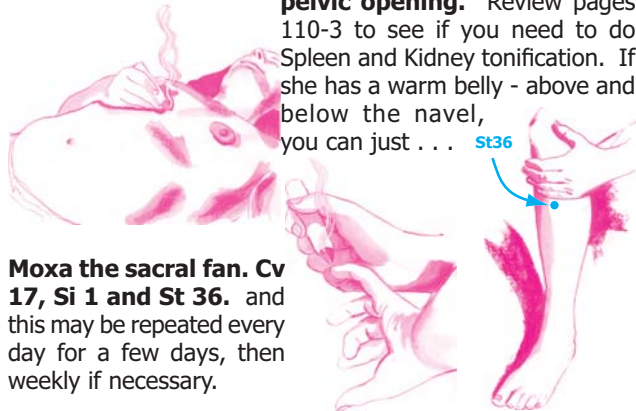 pelvic opening. Review pages
110-3 to see if you need to do
Spleen and Kidney tonification. If
she has a warm belly - above and
below the navel,
you can just . . .
St36
Moxa the sacral fan. Cv
17, Si 1 and St 36. and
this may be repeated every
day for a few days, then
weekly if necessary.